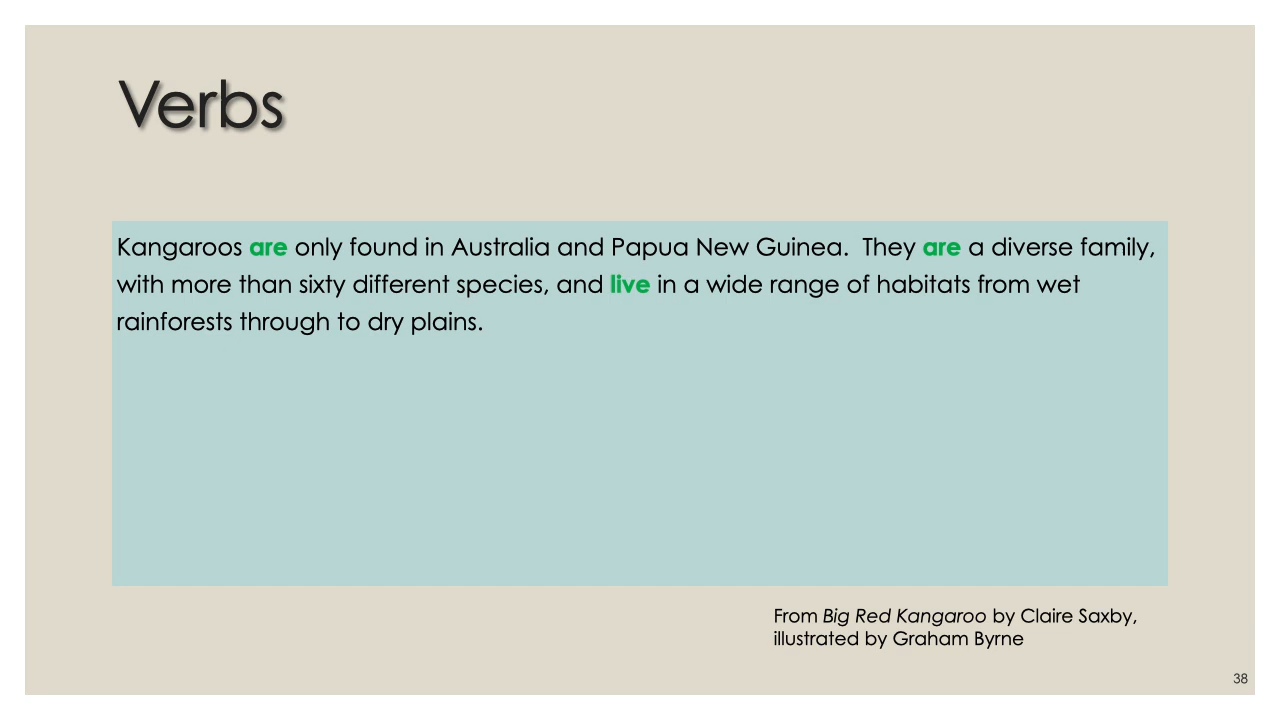 Verbs
Kangaroos are only found in Australia and Papua New Guinea.  They are a diverse family,
with more than sixty different species, and live in a wide range of habitats from wet
rainforests through to dry plains.
From Big Red Kangaroo by Claire Saxby,
illustrated by Graham Byrne
38